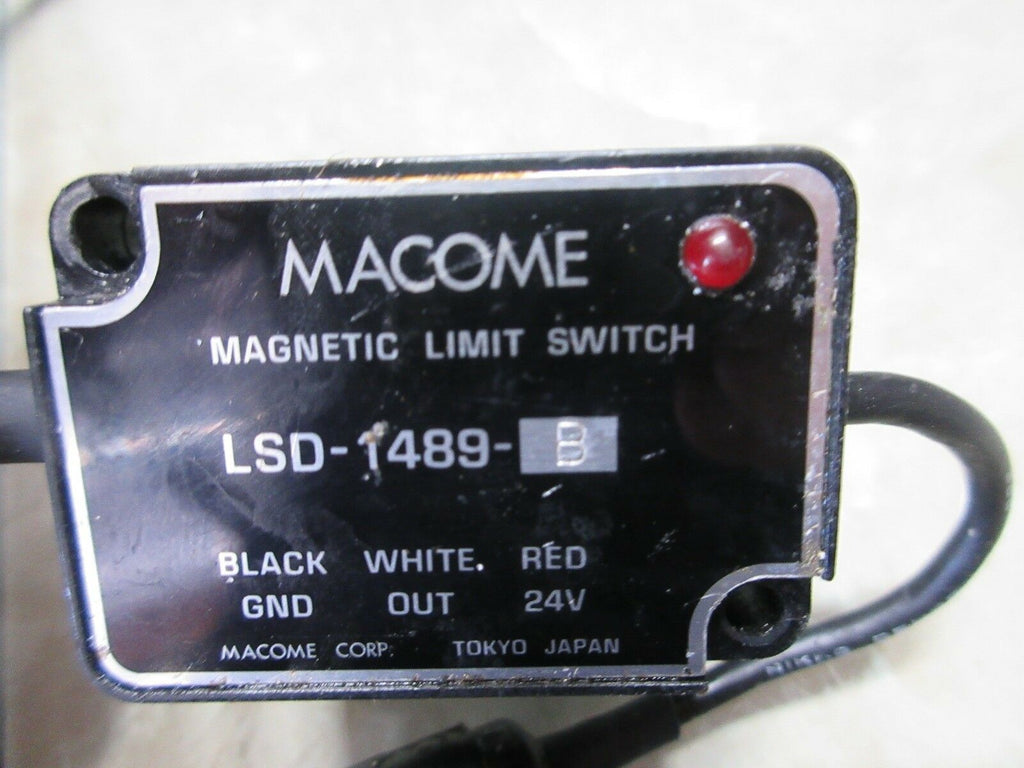 MACOME
MAGNETIC LIMIT SWITCH
LSD-1489-B
BLACK WHITE. RED
GND OUT 24V
MACOME CORP. TOKYO JAPAN